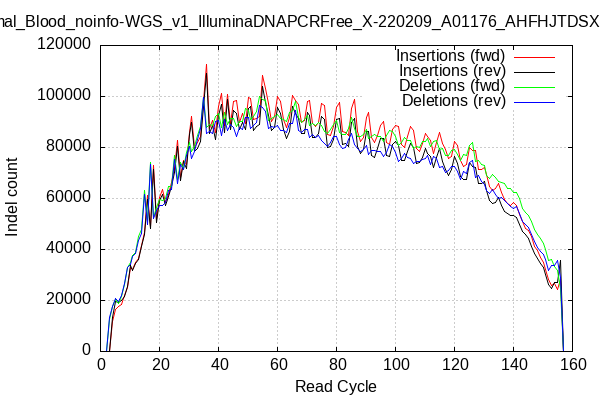 nal_Blood_noinfo-WGS_v1_IlluminaDNAPCRFree_X-220209_A01176_AHFHJTDSX
120000
100000
80000
60000
40000
20000
0
Indel count
Insertions (fwd)
Insertions (rev)
Deletions (fwd)
Deletions (rev)
0 20 40 60 80 100 120 140 160
Read Cycle